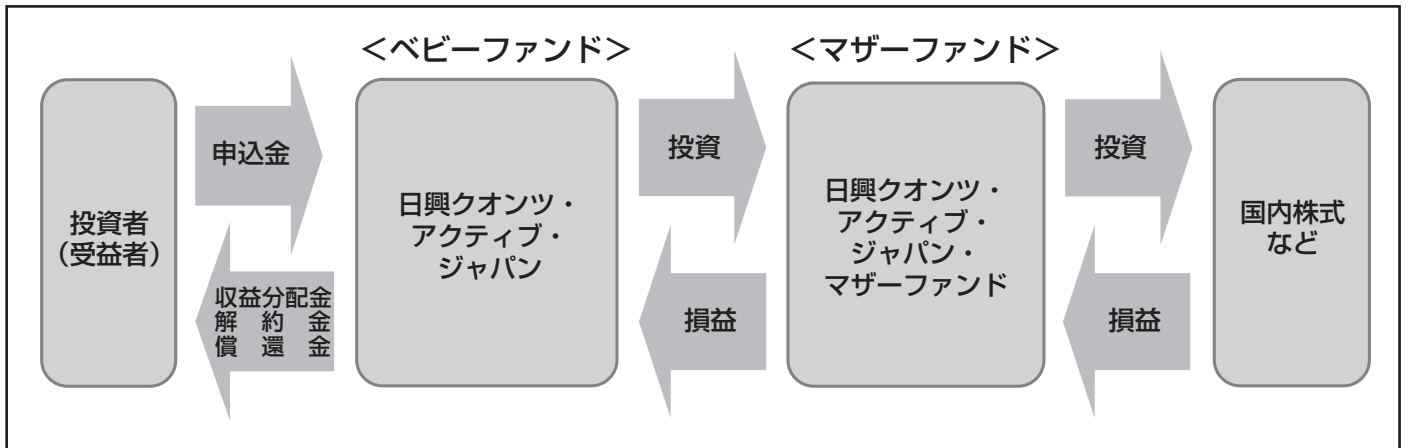 ＜ベビーファンド＞
＜マザーファンド＞
投資者
（受益者）
申込金
収益分配金
解約金
償還金
日興クオンツ・
アクティブ・
ジャパン
投資
損益
日興クオンツ・
アクティブ・
ジャパン・
マザーファンド
投資
損益
国内株式
など